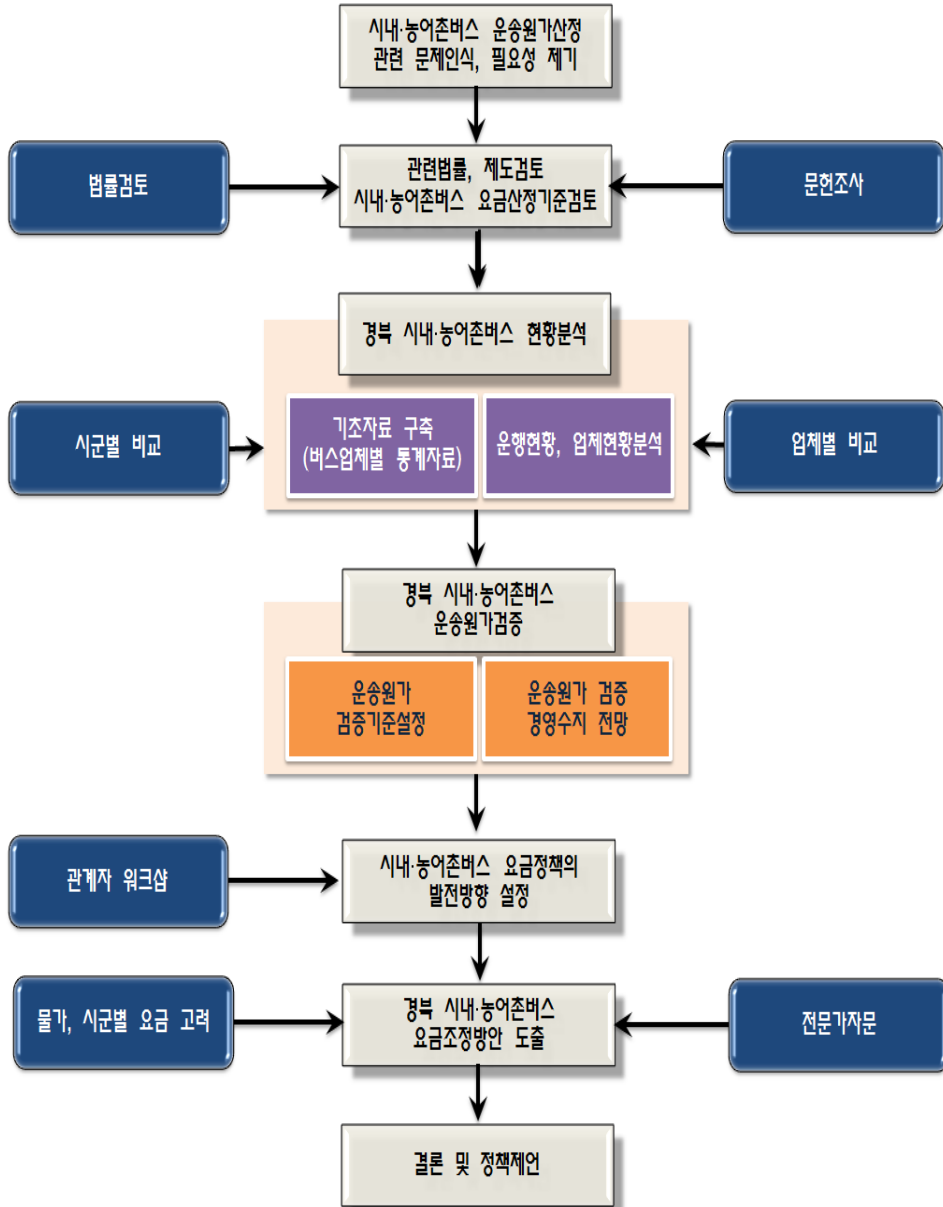 시내·농어촌버스 운송원가산정
관련 문제인식, 필요성 제기
법률검토
관련법률, 제도검토
시내·농어촌버스 요금산정기준검토
문헌조사
경북 시내·농어촌버스 현황분석
시군별 비교
기초자료 구축
(버스업체별 통계자료)
운행현황, 업체현황분석
업체별 비교
경북 시내·농어촌버스
운송원가검증
운송원가
검증기준설정
운송원가 검증
경영수지 전망
관계자 워크샵
시내·농어촌버스 요금정책의
발전방향 설정
물가, 시군별 요금 고려
경북 시내·농어촌버스
요금조정방안 도출
전문가자문
결론 및 정책제언